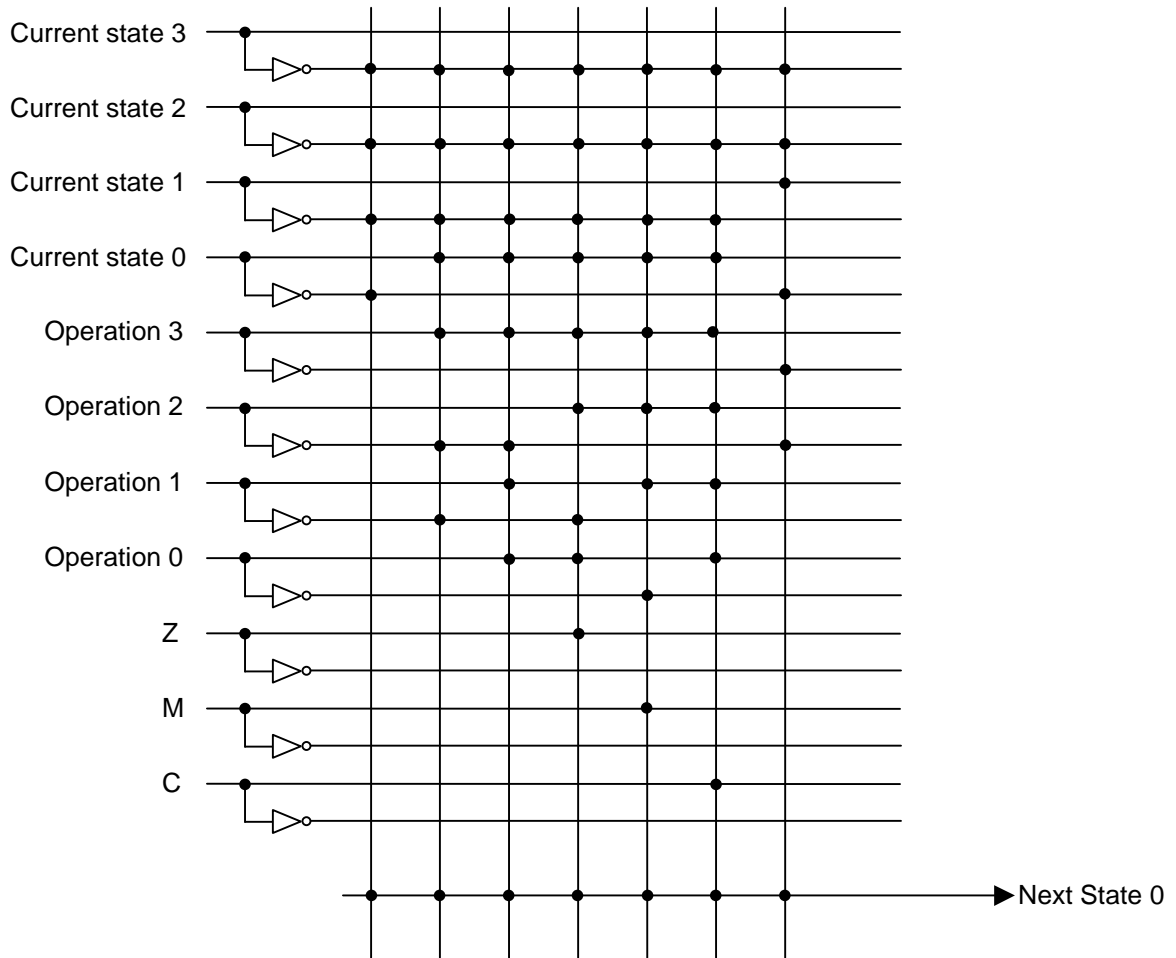 Current state 3
Current state 2
Current state 1
Current state 0
Operation 3
Operation 2
Operation 1
Operation 0
Z
M
C
Next State 0